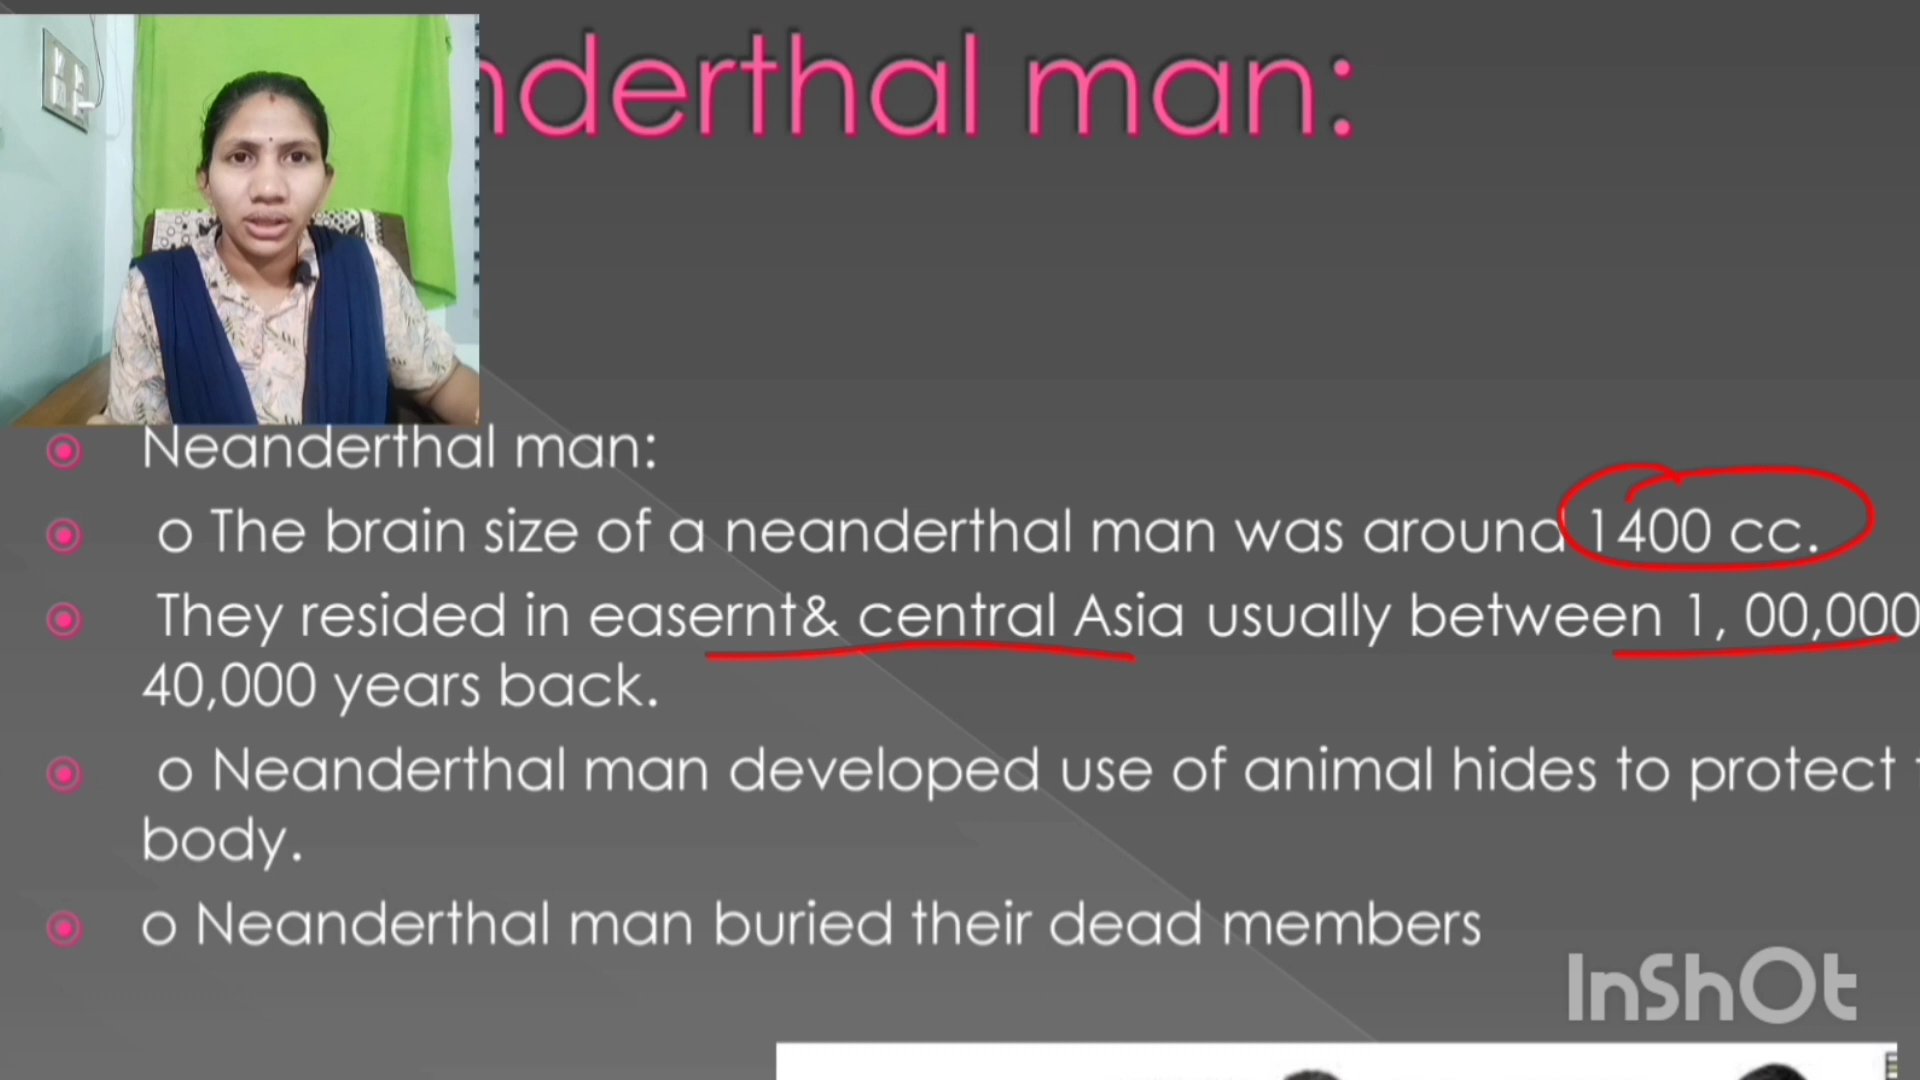 nderthal man:
Neanderthal man:
o The brain size of a neanderthal man was around 1400 cc.
They resided in easernt& central Asia usually between 1, 00,000
40,000 years back.
o Neanderthal man developed use of animal hides to protect
body.
o Neanderthal man buried their dead members
InShOt